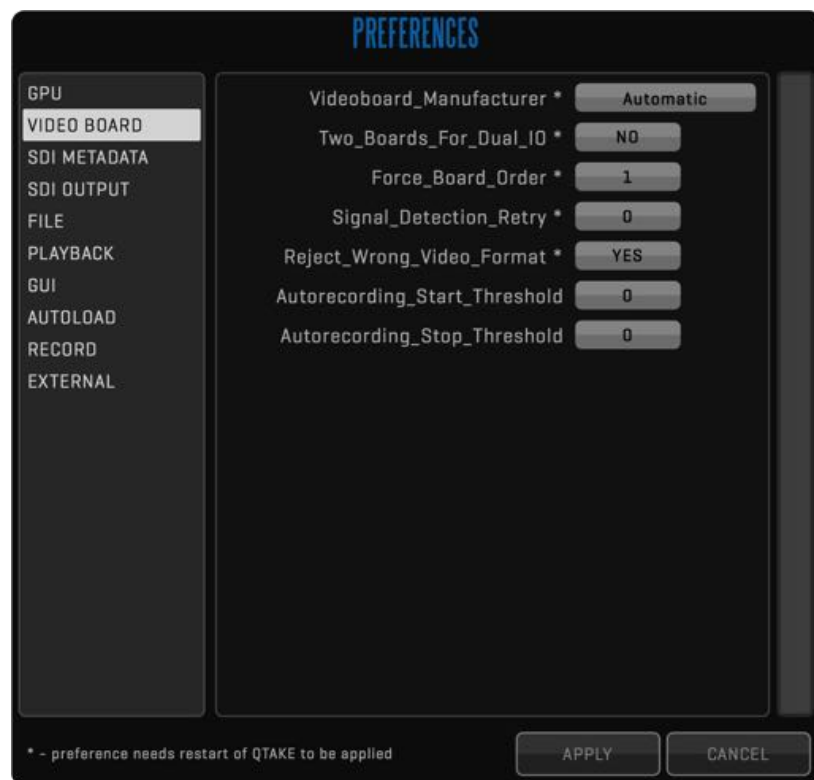 PREFERENCES
GPU
VIDEO BOARD
SDI METADATA
SDI OUTPUT
FILE
PLAYBACK
GUI
AUTOLOAD
RECORD
EXTERNAL
Videoboard_Manufacturer * Automatic
Two_Boards_For_Dual_IO * NO
Force_Board_Order * 1
Signal_Detection_Retry * 0
Reject_Wrong_Video_Format * YES
Autorecording_Start_Threshold 0
Autorecording_Stop_Threshold 0
* - preference needs restart of QTAKE to be applied
APPLY CANCEL